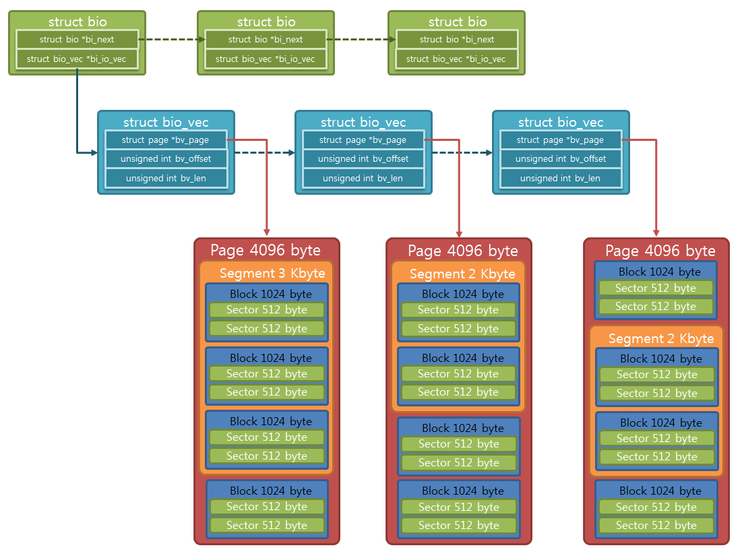 struct bio
struct bio *bi_next
struct bio_vec *bi_io_vec
struct bio
struct bio *bi_next
struct bio_vec *bi_io_vec
struct bio
struct bio *bi_next
struct bio_vec *bi_io_vec
struct bio_vec
struct page *bv_page
unsigned int bv_offset
unsigned int bv_len
struct bio_vec
struct page *bv_page
unsigned int bv_offset
unsigned int bv_len
struct bio_vec
struct page *bv_page
unsigned int bv_offset
unsigned int bv_len
Page 4096 byte
Segment 3 Kbyte
Block 1024 byte
Sector 512 byte
Sector 512 byte
Block 1024 byte
Sector 512 byte
Sector 512 byte
Block 1024 byte
Sector 512 byte
Sector 512 byte
Block 1024 byte
Sector 512 byte
Sector 512 byte
Page 4096 byte
Segment 2 Kbyte
Block 1024 byte
Sector 512 byte
Sector 512 byte
Block 1024 byte
Sector 512 byte
Sector 512 byte
Block 1024 byte
Sector 512 byte
Sector 512 byte
Block 1024 byte
Sector 512 byte
Sector 512 byte
Page 4096 byte
Block 1024 byte
Sector 512 byte
Sector 512 byte
Segment 2 Kbyte
Block 1024 byte
Sector 512 byte
Sector 512 byte
Block 1024 byte
Sector 512 byte
Sector 512 byte
Block 1024 byte
Sector 512 byte
Sector 512 byte